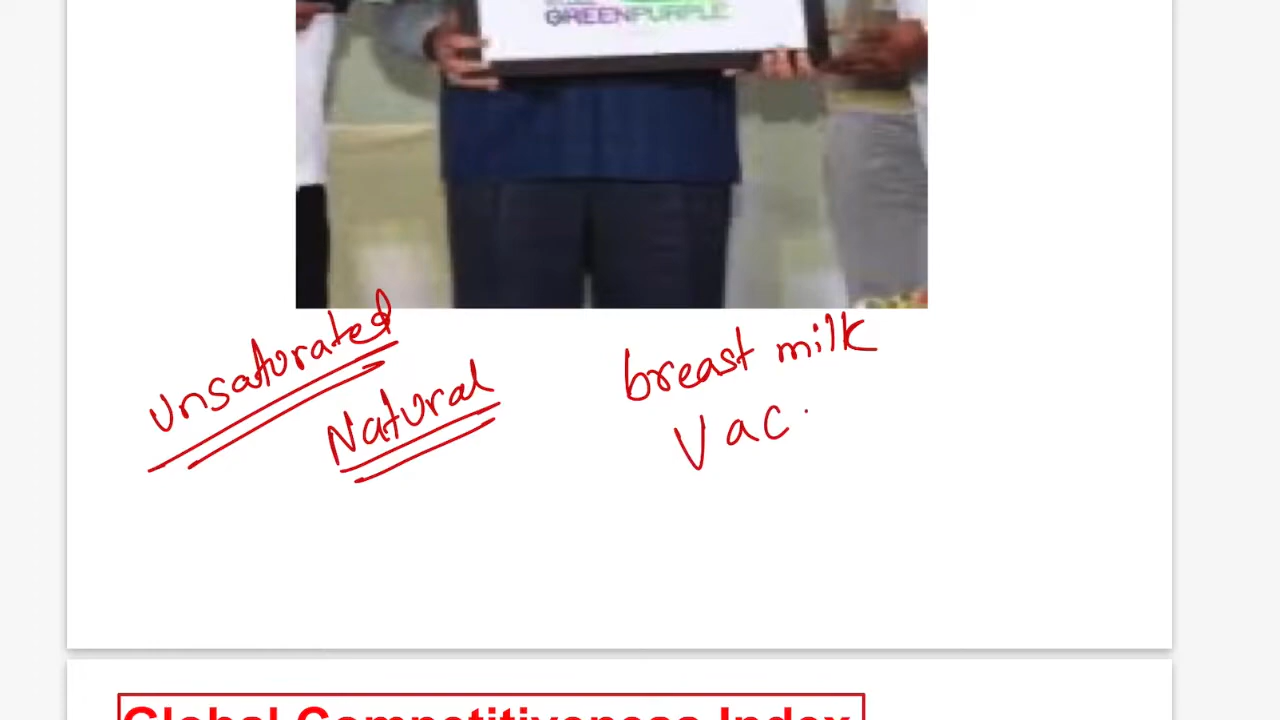 GREENPURPLE
unsaturated
Natural
breast milk
Vac
Global Competitiveness Index